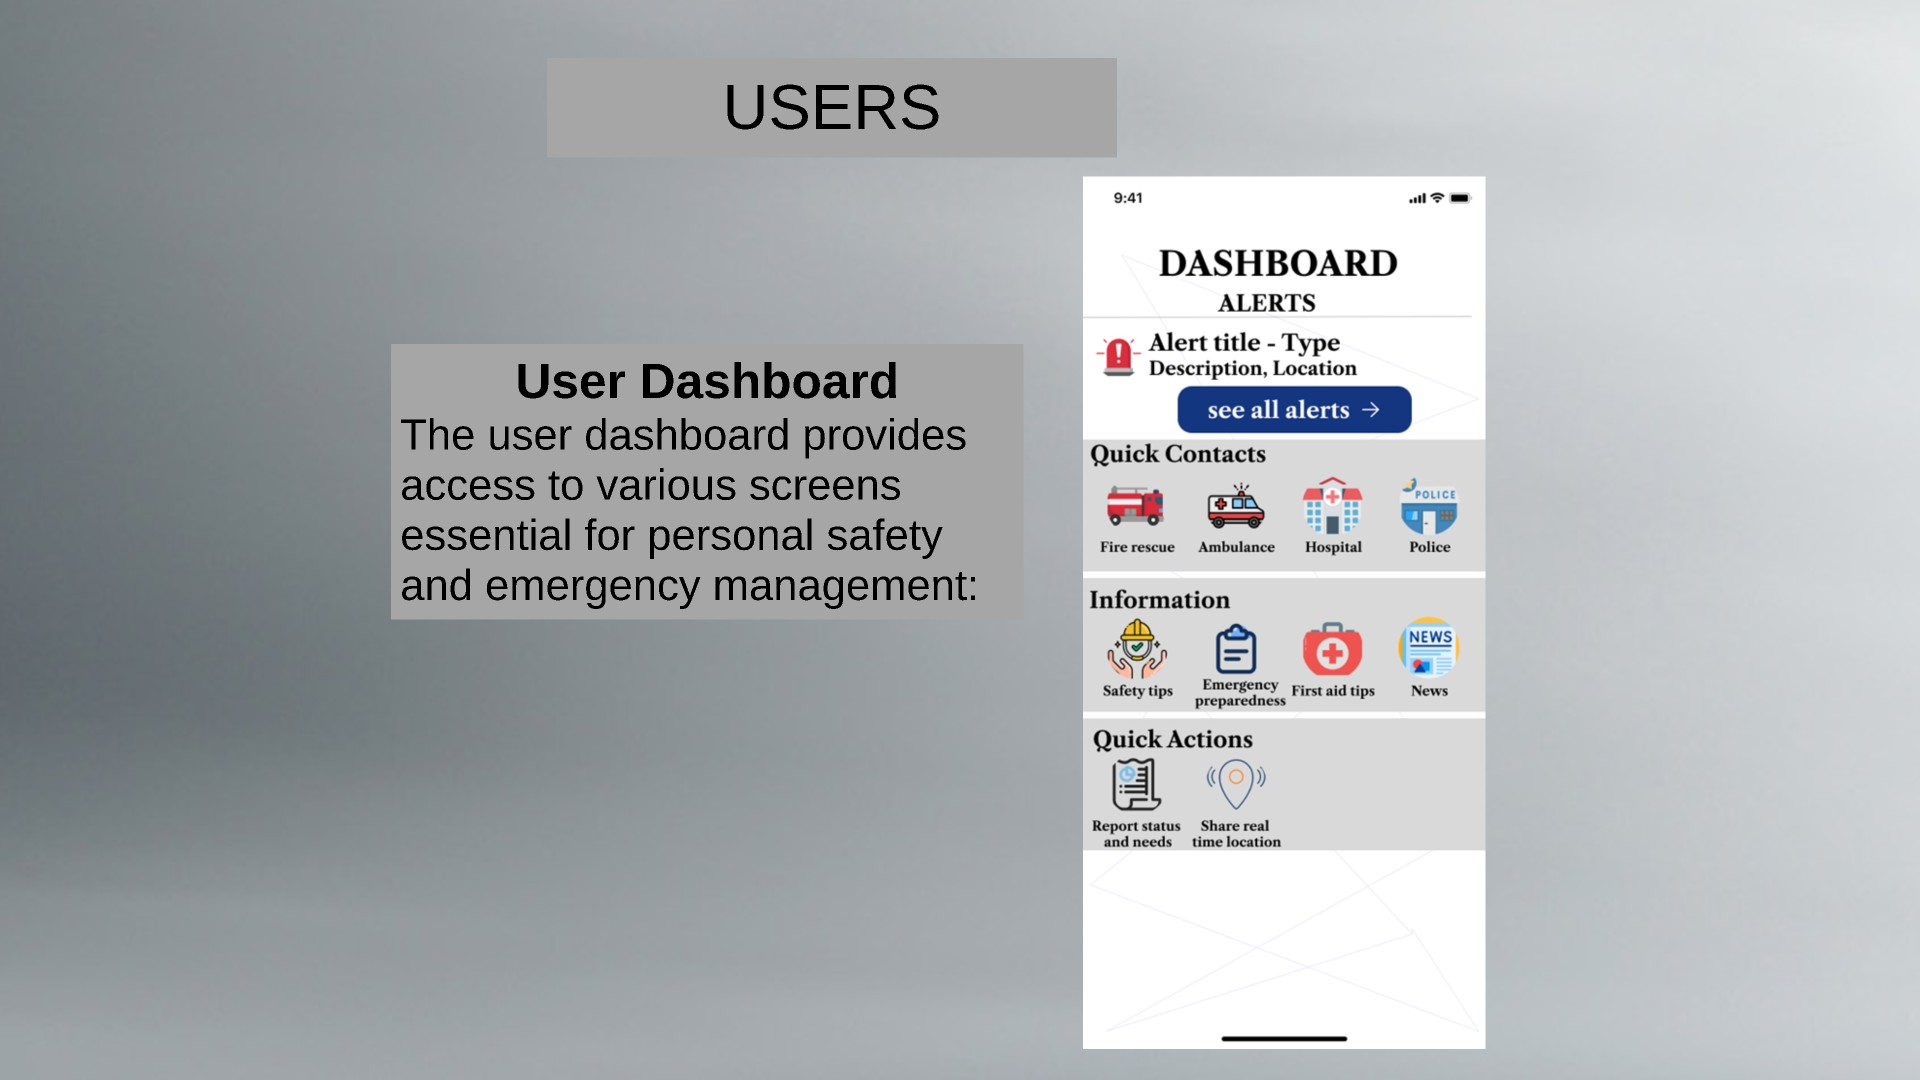 USERS
User Dashboard
The user dashboard provides
access to various screens
essential for personal safety
and emergency management:
9:41
DASHBOARD
ALERTS
Alert title - Type
Description, Location
see all alerts →
Quick Contacts
POLICE
Fire rescue Ambulance Hospital Police
Information
NEWS
Safety tips Emergency preparedness First aid tips News
Quick Actions
Report status and needs Share real time location